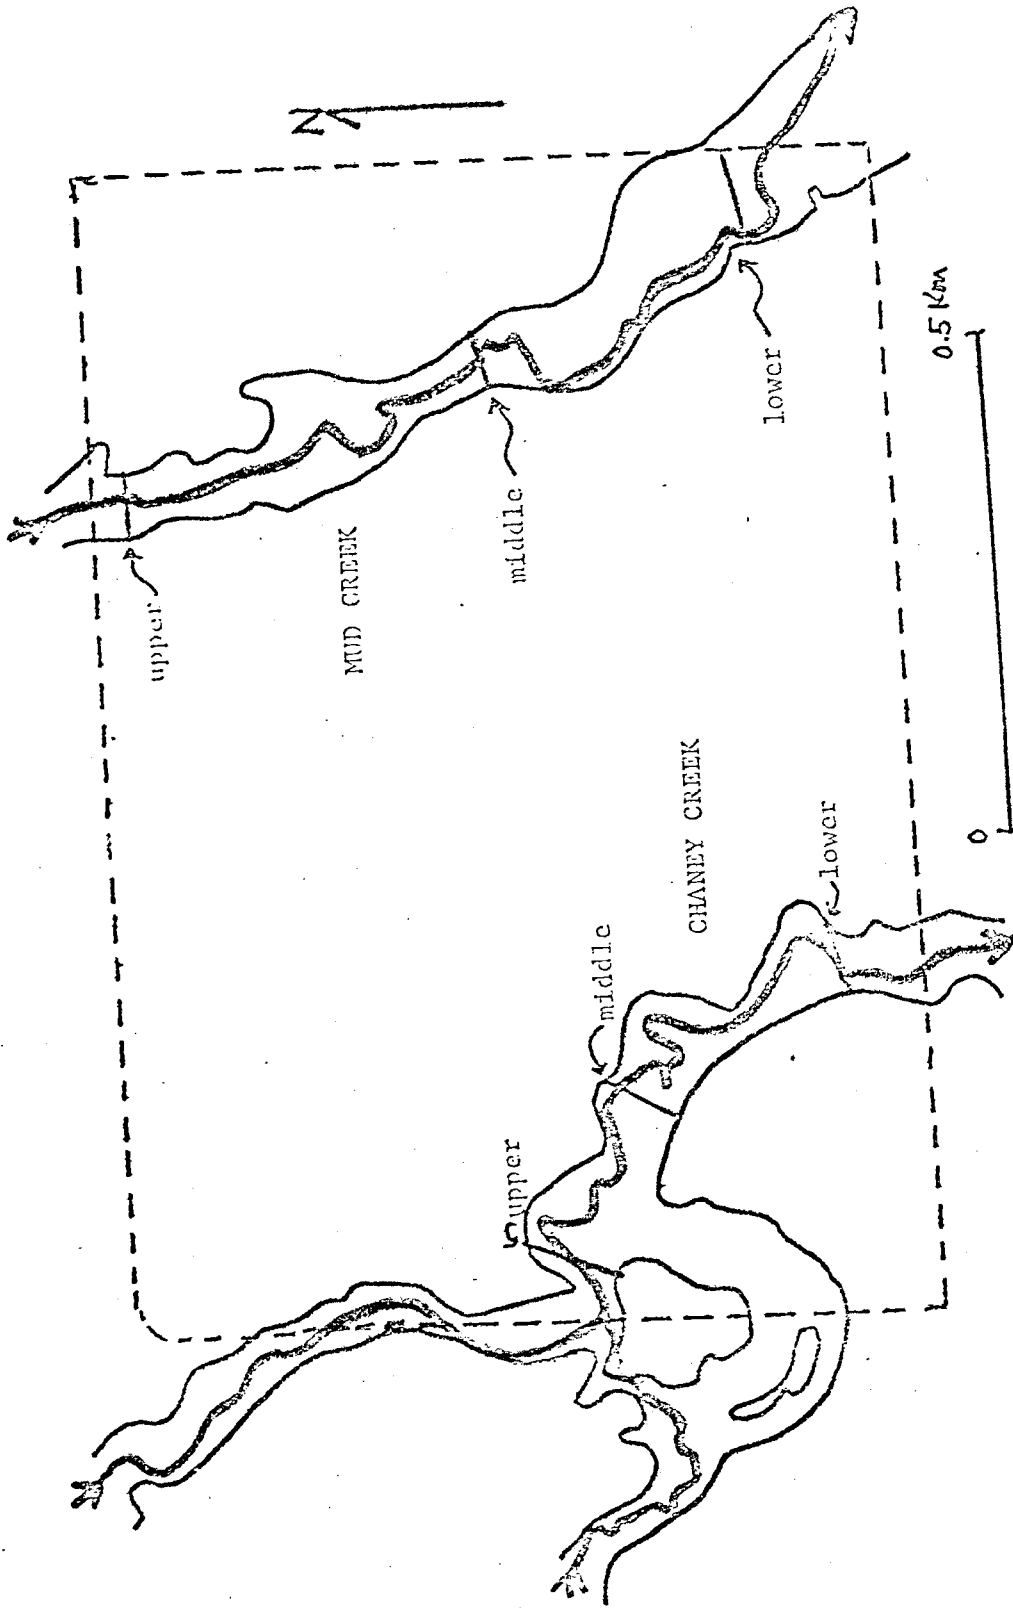 N
upper
MUD CREEK
middle
lower
upper
middle
CHANEY CREEK
lower
0 0.5 Km